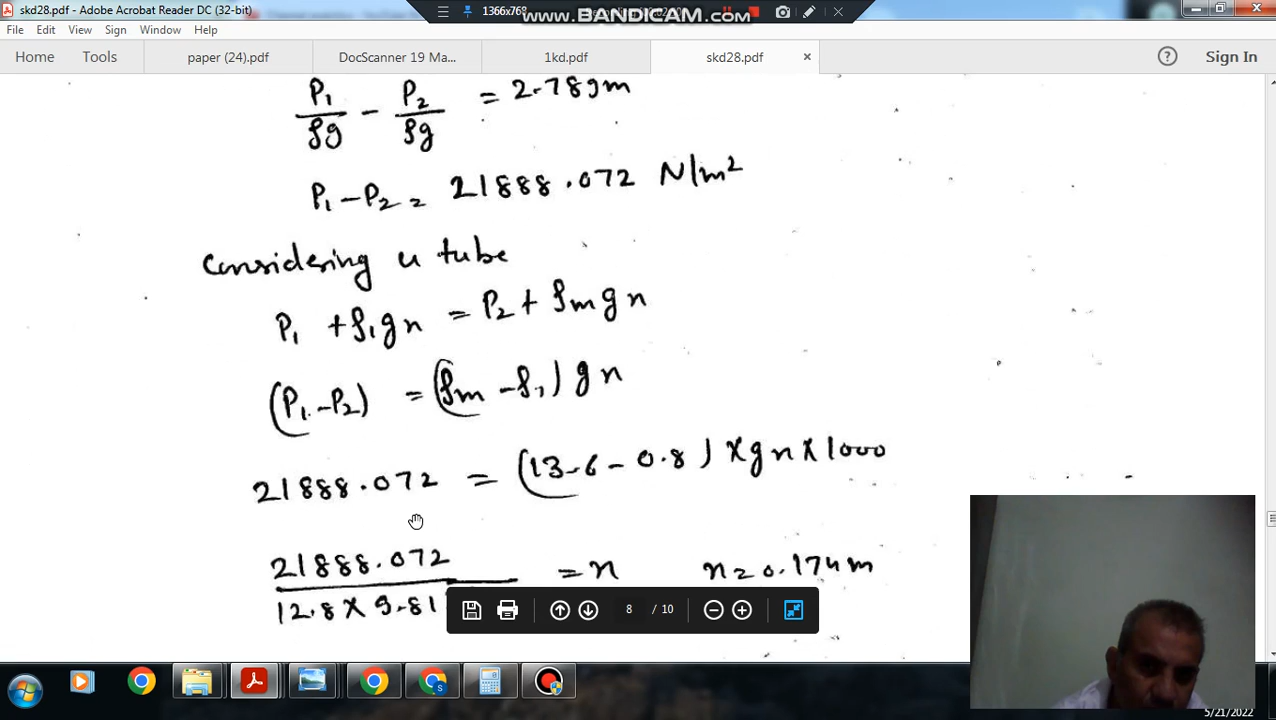 skd28.pdf - Adobe Acrobat Reader DC (32-bit)
1366x768
www.BANDICAM.com
File Edit View Sign Window Help
Home Tools paper (24).pdf DocScanner 19 Ma... 1kd.pdf skd28.pdf × ? Sign In
P₁/ρg - P₂/ρg = 2.789m
P₁-P₂ = 21888.072 N/m²
Considering u tube
P₁ + ρ₁gx = P₂ + ρmgx
(P₁-P₂) = (ρm - ρ₁) gx
21888.072 = (13.6 - 0.8) × gx × 1000
21888.072 / 12.8 × 9.81 = x x = 0.174m
8 / 10
5/21/2022